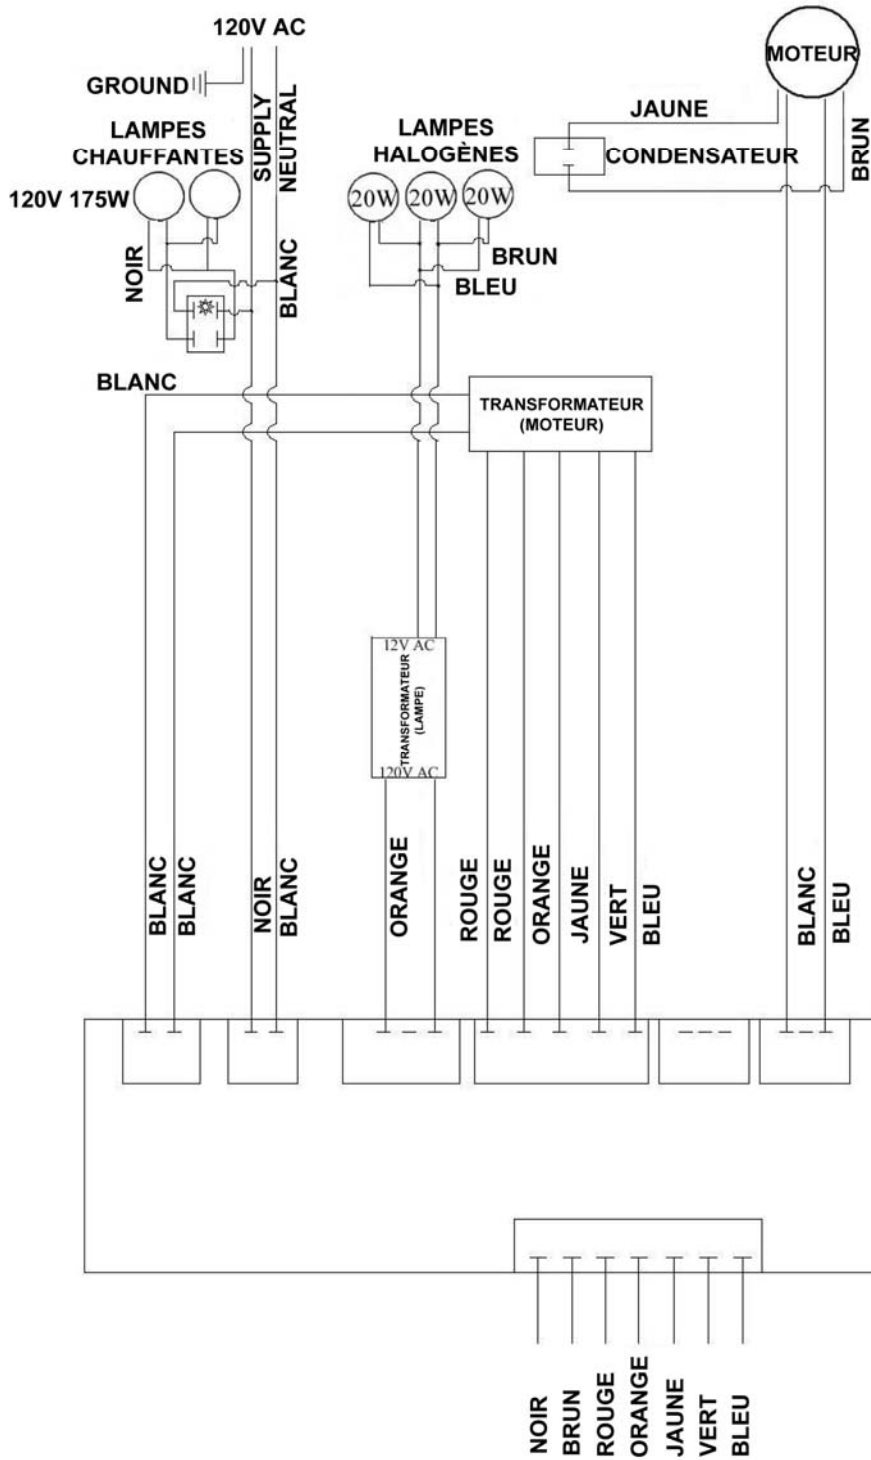 120V AC
MOTEUR
GROUND
SUPPLY
NEUTRAL
LAMPES
CHAUFFANTES
120V 175W
LAMPES
HALOGÈNES
20W
20W
20W
JAUNE
CONDENSATEUR
BRUN
NOIR
BLANC
BRUN
BLEU
BLANC
TRANSFORMATEUR
(MOTEUR)
12V AC
TRANSFORMATEUR
(LAMPE)
120V AC
BLANC
BLANC
NOIR
BLANC
ORANGE
ROUGE
ROUGE
ORANGE
JAUNE
VERT
BLEU
BLANC
BLEU
NOIR
BRUN
ROUGE
ORANGE
JAUNE
VERT
BLEU